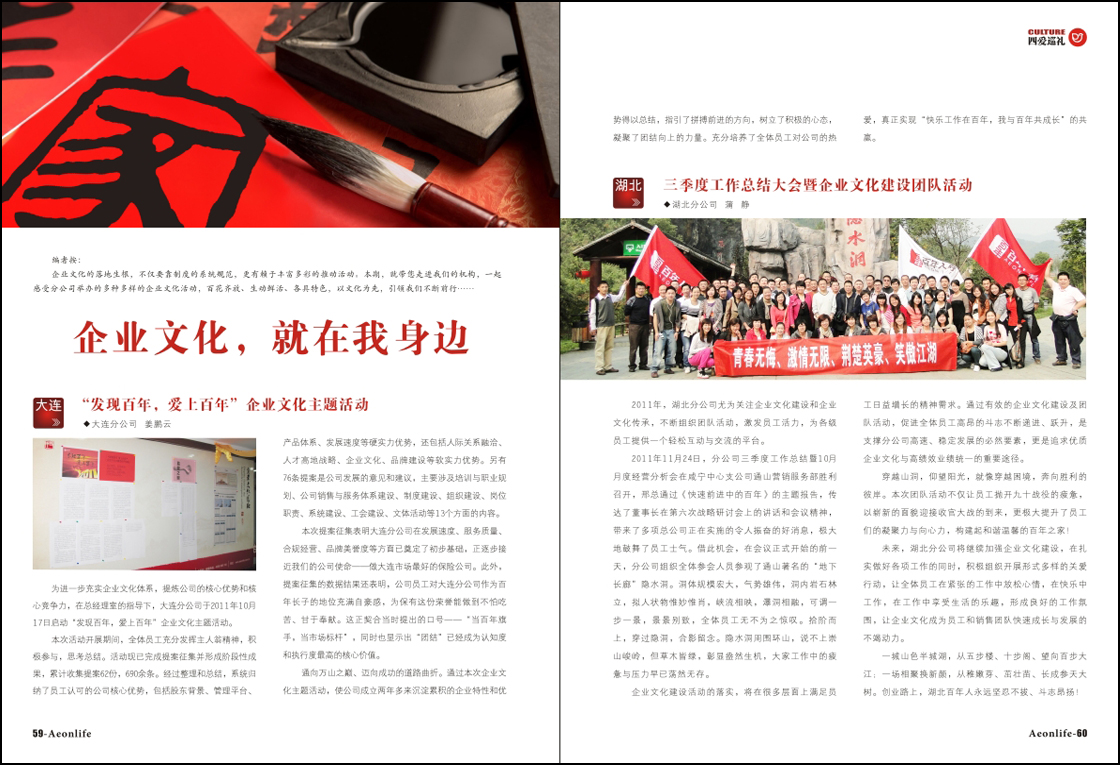 编者按：
企业文化的落地生根，不仅要靠制度的系统规范，更有赖于丰富多彩的推动活动。本期，就带您走进我们的机构，一起
感受分公司举办的多种多样的企业文化活动，百花齐放、生动鲜活、各具特色，以文化为先，引领我们不断前行……
企业文化，就在我身边
大连
“发现百年，爱上百年”企业文化主题活动
◆大连分公司 姜鹏云
为进一步充实企业文化体系，提炼公司的核心优势和核
心竞争力，在总经理室的指导下，大连分公司于2011年10月
17日启动“发现百年，爱上百年”企业文化主题活动。
本次活动开展期间，全体员工充分发挥主人翁精神，积
极参与，思考总结。活动现已完成提案征集并形成阶段性成
果，累计收集提案62份，690余条。经过整理和总结，系统归
纳了员工认可的公司核心优势，包括股东背景、管理平台、
产品体系、发展速度等硬实力优势，还包括人际关系融洽、
人才高地战略、企业文化、品牌建设等软实力优势。另有
76条提案是公司发展的意见和建议，主要涉及培训与职业规
划、公司销售与服务体系建设、制度建设、组织建设、岗位
职责、系统建设、工会建设、文体活动等13个方面的内容。
本次提案征集表明大连分公司在发展速度、服务质量、
合规经营、品牌美誉度等方面已奠定了初步基础，正逐步接
近我们的公司使命——做大连市场最好的保险公司。此外，
提案征集的数据结果还表明，公司员工对大连分公司作为百
年长子的地位充满自豪感，为保有这份荣誉能做到不怕吃
苦、甘于奉献。这正契合当时提出的口号——“当百年旗
手，当市场标杆”，同时也显示出“团结”已经成为认知度
和执行度最高的核心价值。
通向万山之巅、迈向成功的道路曲折。通过本次企业文
化主题活动，使公司成立两年多来沉淀累积的企业特性和优
59-Aeonlife
CULTURE
四爱巡礼
势得以总结，指引了拼搏前进的方向，树立了积极的心态，
凝聚了团结向上的力量。充分培养了全体员工对公司的热
爱，真正实现“快乐工作在百年，我与百年共成长”的共
赢。
湖北
三季度工作总结大会暨企业文化建设团队活动
◆湖北分公司 蒲 静
隐水洞
青春无悔、激情无限、荆楚英豪、笑傲江湖
2011年，湖北分公司尤为关注企业文化建设和企业
文化传承，不断组织团队活动，激发员工活力，为各级
员工提供一个轻松互动与交流的平台。
2011年11月24日，分公司三季度工作总结暨10月
月度经营分析会在咸宁中心支公司通山营销服务部胜利
召开，邢总通过《快速前进中的百年》的主题报告，传
达了董事长在第六次战略研讨会上的讲话和会议精神，
带来了多项总公司正在实施的令人振奋的好消息，极大
地鼓舞了员工士气。借此机会，在会议正式开始的前一
天，分公司组织全体参会人员参观了通山著名的“地下
长廊”隐水洞。洞体规模宏大，气势雄伟，洞内岩石林
立，拟人状物惟妙惟肖，峡流相映，瀑洞相融，可谓一
步一景，景景别致，全体员工无不为之惊叹。拾阶而
上，穿过隐洞，合影留念。隐水洞周围环山，说不上崇
山峻岭，但草木皆绿，彰显盎然生机，大家工作中的疲
惫与压力早已荡然无存。
企业文化建设活动的落实，将在很多层面上满足员
工日益增长的精神需求。通过有效的企业文化建设及团
队活动，促进全体员工高昂的斗志不断递进、跃升，是
支撑分公司高速、稳定发展的必然要素，更是追求优质
企业文化与高绩效业绩统一的重要途径。
穿越山洞，仰望阳光，就像穿越困境，奔向胜利的
彼岸。本次团队活动不仅让员工抛开九十战役的疲惫，
以崭新的面貌迎接收官大战的到来，更极大提升了员工
们的凝聚力与向心力，构建起和谐温馨的百年之家！
未来，湖北分公司将继续加强企业文化建设，在扎
实做好各项工作的同时，积极组织开展形式多样的关爱
行动，让全体员工在紧张的工作中放松心情，在快乐中
工作，在工作中享受生活的乐趣，形成良好的工作氛
围，让企业文化成为员工和销售团队快速成长与发展的
不竭动力。
一城山色半城湖，从五步楼、十步阁、望向百步大
江；一场相聚换新颜，从稚嫩芽、茁壮苗、长成参天大
树。创业路上，湖北百年人永远坚忍不拔、斗志昂扬！
Aeonlife-60